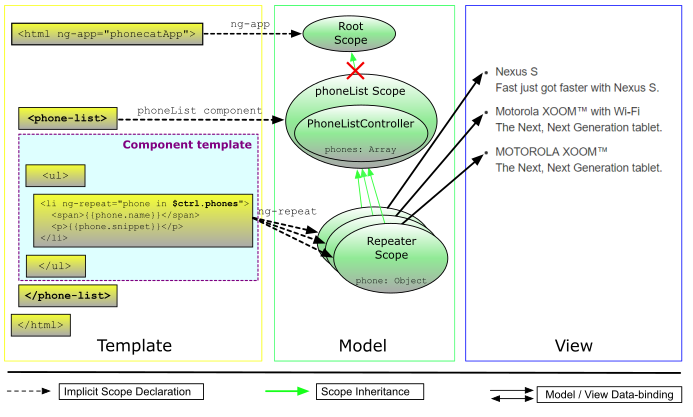 <html ng-app="phonecatApp">
<phone-list>
Component template
<ul>
<li ng-repeat="phone in $ctrl.phones">
<span>{{phone.name}}</span>
<p>{{phone.snippet}}</p>
</li>
</ul>
</phone-list>
</html>
Template
ng-app
phoneList component
ng-repeat
Root
Scope
phoneList Scope
PhoneListController
phones: Array
Repeater
Scope
phone: Object
Model
• Nexus S
Fast just got faster with Nexus S.
• Motorola XOOM™ with Wi-Fi
The Next, Next Generation tablet.
• MOTOROLA XOOM™
The Next, Next Generation tablet.
View
Implicit Scope Declaration
Scope Inheritance
Model / View Data-binding